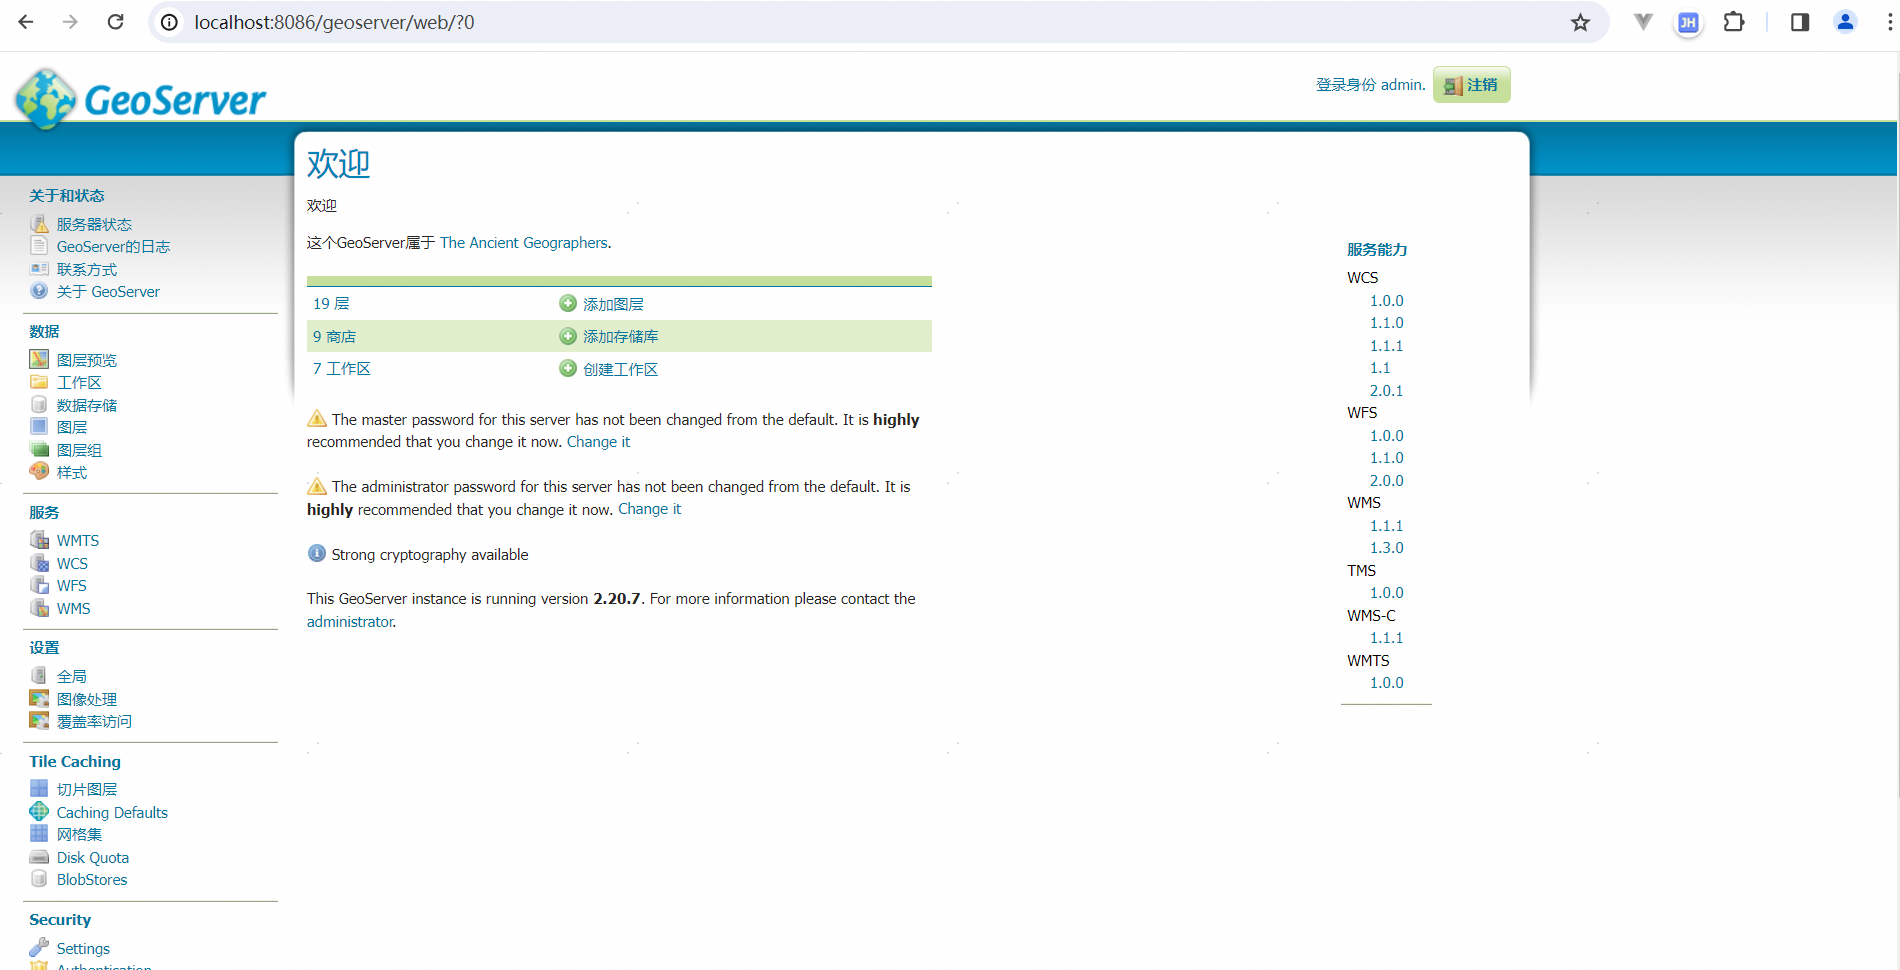 localhost:8086/geoserver/web/?0
JH
GeoServer
登录身份 admin.
注销
欢迎
欢迎
这个GeoServer属于 The Ancient Geographers.
19 层 添加图层
9 商店 添加存储库
7 工作区 创建工作区
The master password for this server has not been changed from the default. It is highly
recommended that you change it now. Change it
The administrator password for this server has not been changed from the default. It is
highly recommended that you change it now. Change it
Strong cryptography available
This GeoServer instance is running version 2.20.7. For more information please contact the
administrator.
关于和状态
服务器状态
GeoServer的日志
联系方式
关于 GeoServer
数据
图层预览
工作区
数据存储
图层
图层组
样式
服务
WMTS
WCS
WFS
WMS
设置
全局
图像处理
覆盖率访问
Tile Caching
切片图层
Caching Defaults
网格集
Disk Quota
BlobStores
Security
Settings
Authentication
服务能力
WCS
1.0.0
1.1.0
1.1.1
1.1
2.0.1
WFS
1.0.0
1.1.0
2.0.0
WMS
1.1.1
1.3.0
TMS
1.0.0
WMS-C
1.1.1
WMTS
1.0.0